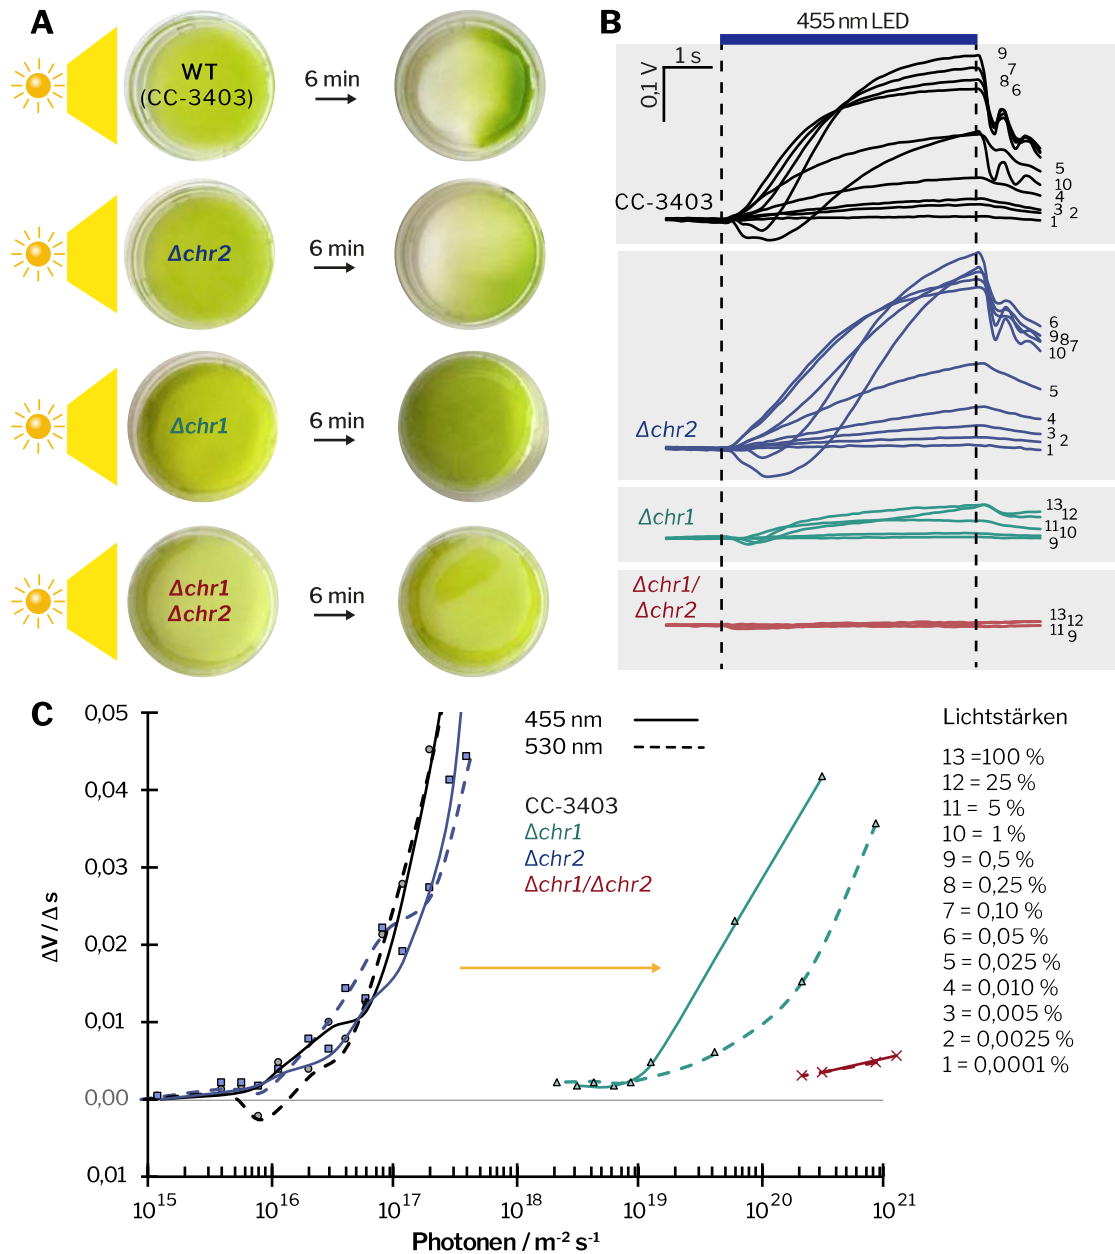 A
WT
(CC-3403)
6 min
Δchr2
6 min
Δchr1
6 min
Δchr1
Δchr2
6 min
B
455 nm LED
1 s
0,1 V
9
7
8 6
5
10
4
3 2
1
CC-3403
Δchr2
6
9 8 7
10
5
4
3 2
1
Δchr1
13 12
11 10
9
Δchr1/
Δchr2
13 12
11 9
C
0,05
0,04
0,03
0,02
0,01
0,00
0,01
ΔV / Δ s
455 nm
530 nm
CC-3403
Δchr1
Δchr2
Δchr1/Δchr2
10^15 10^16 10^17 10^18 10^19 10^20 10^21
Photonen / m^-2 s^-1
Lichtstärken
13 =100 %
12 = 25 %
11 = 5 %
10 = 1 %
9 = 0,5 %
8 = 0,25 %
7 = 0,10 %
6 = 0,05 %
5 = 0,025 %
4 = 0,010 %
3 = 0,005 %
2 = 0,0025 %
1 = 0,0001 %